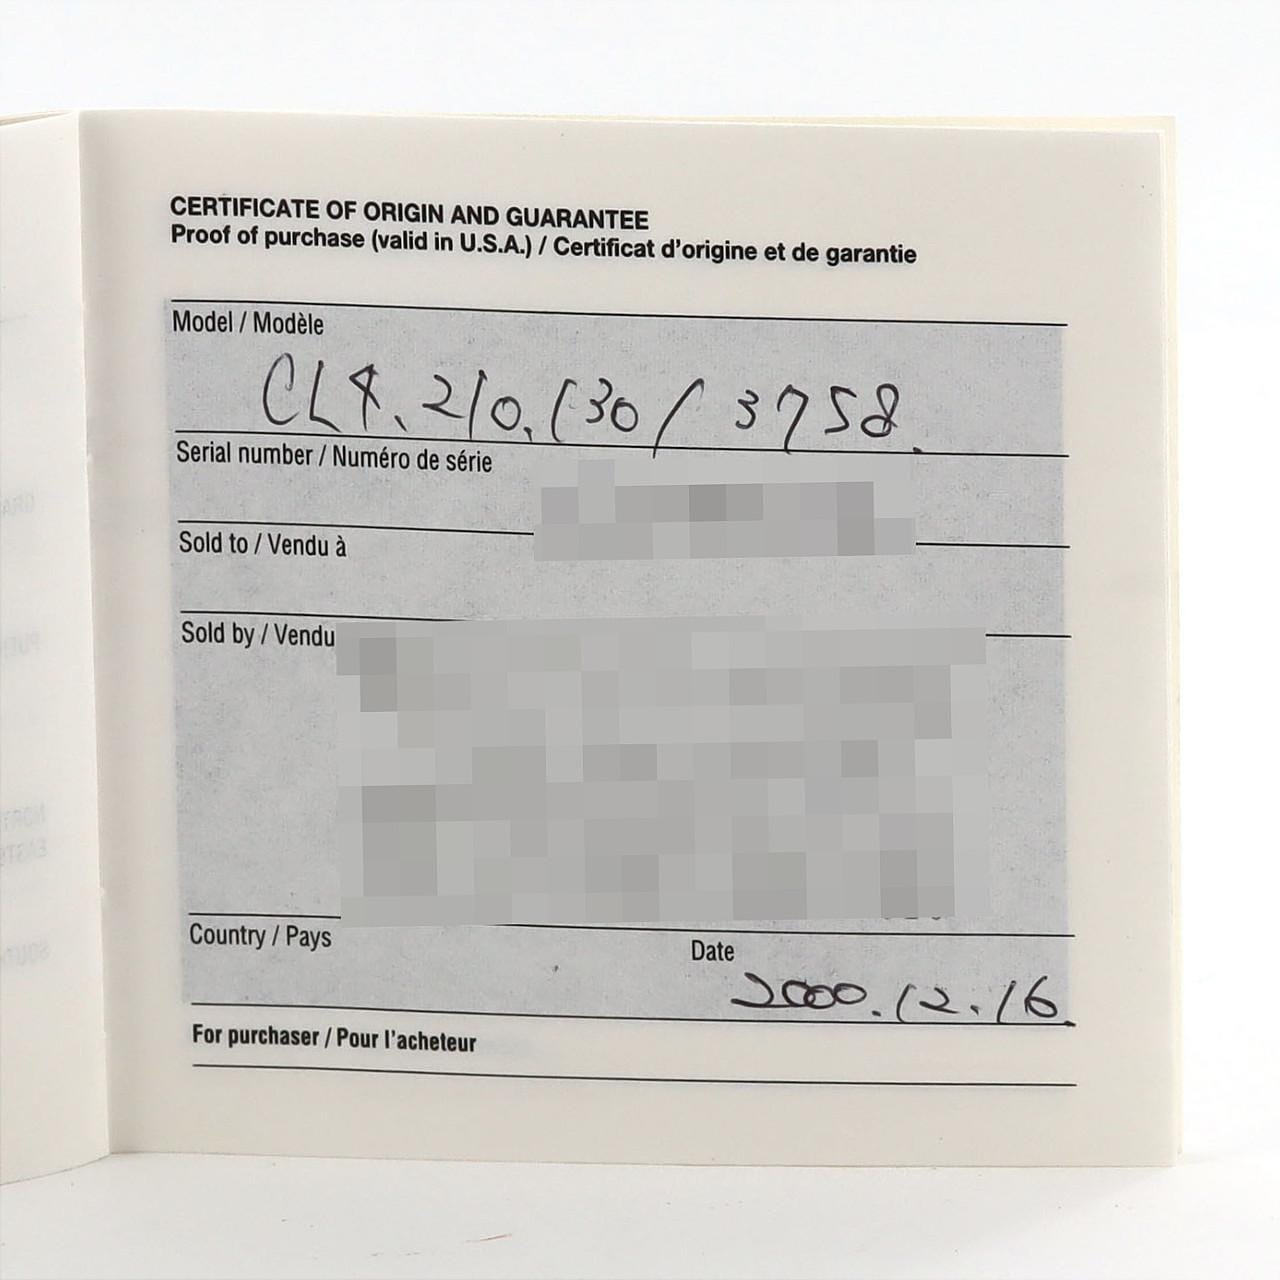 CERTIFICATE OF ORIGIN AND GUARANTEE
Proof of purchase (valid in U.S.A.) / Certificat d'origine et de garantie
Model / Modèle
CL4.210.130/3758.
Serial number / Numéro de série
Sold to / Vendu à
Sold by / Vendu
Country / Pays
Date
2000.12.16.
For purchaser / Pour l'acheteur